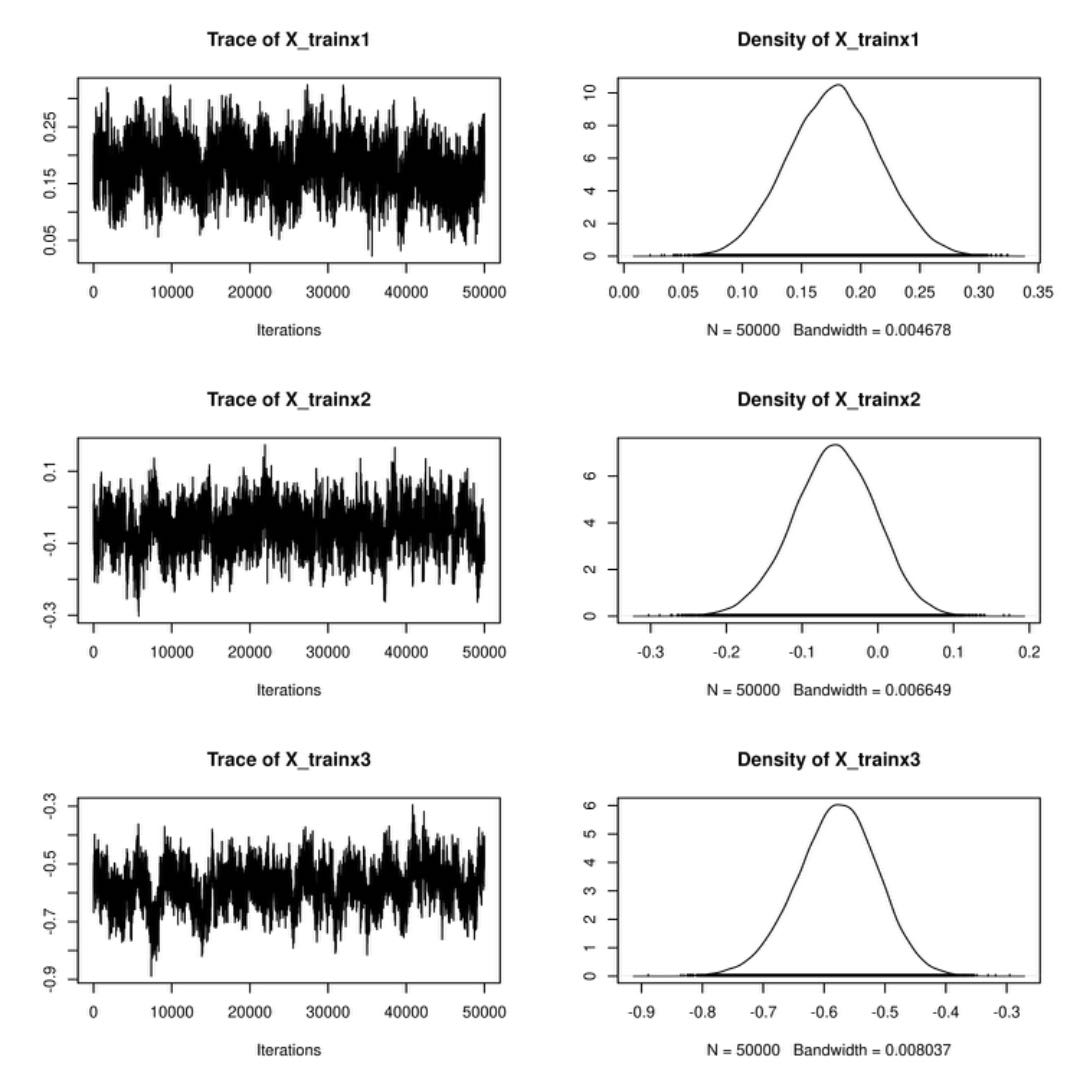 Trace of X_trainx1
Density of X_trainx1
0.05 0.15 0.25
0 2 4 6 8 10
0 10000 20000 30000 40000 50000
0.00 0.05 0.10 0.15 0.20 0.25 0.30 0.35
Iterations
N = 50000 Bandwidth = 0.004678
Trace of X_trainx2
Density of X_trainx2
-0.3 -0.1 0.1
0 2 4 6
0 10000 20000 30000 40000 50000
-0.3 -0.2 -0.1 0.0 0.1 0.2
Iterations
N = 50000 Bandwidth = 0.006649
Trace of X_trainx3
Density of X_trainx3
-0.9 -0.7 -0.5 -0.3
0 1 2 3 4 5 6
0 10000 20000 30000 40000 50000
-0.9 -0.8 -0.7 -0.6 -0.5 -0.4 -0.3
Iterations
N = 50000 Bandwidth = 0.008037